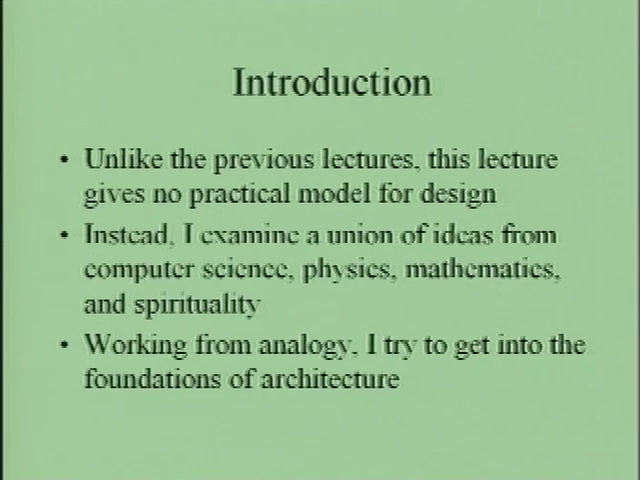 Introduction
• Unlike the previous lectures, this lecture
gives no practical model for design
• Instead, I examine a union of ideas from
computer science, physics, mathematics,
and spirituality
• Working from analogy, I try to get into the
foundations of architecture